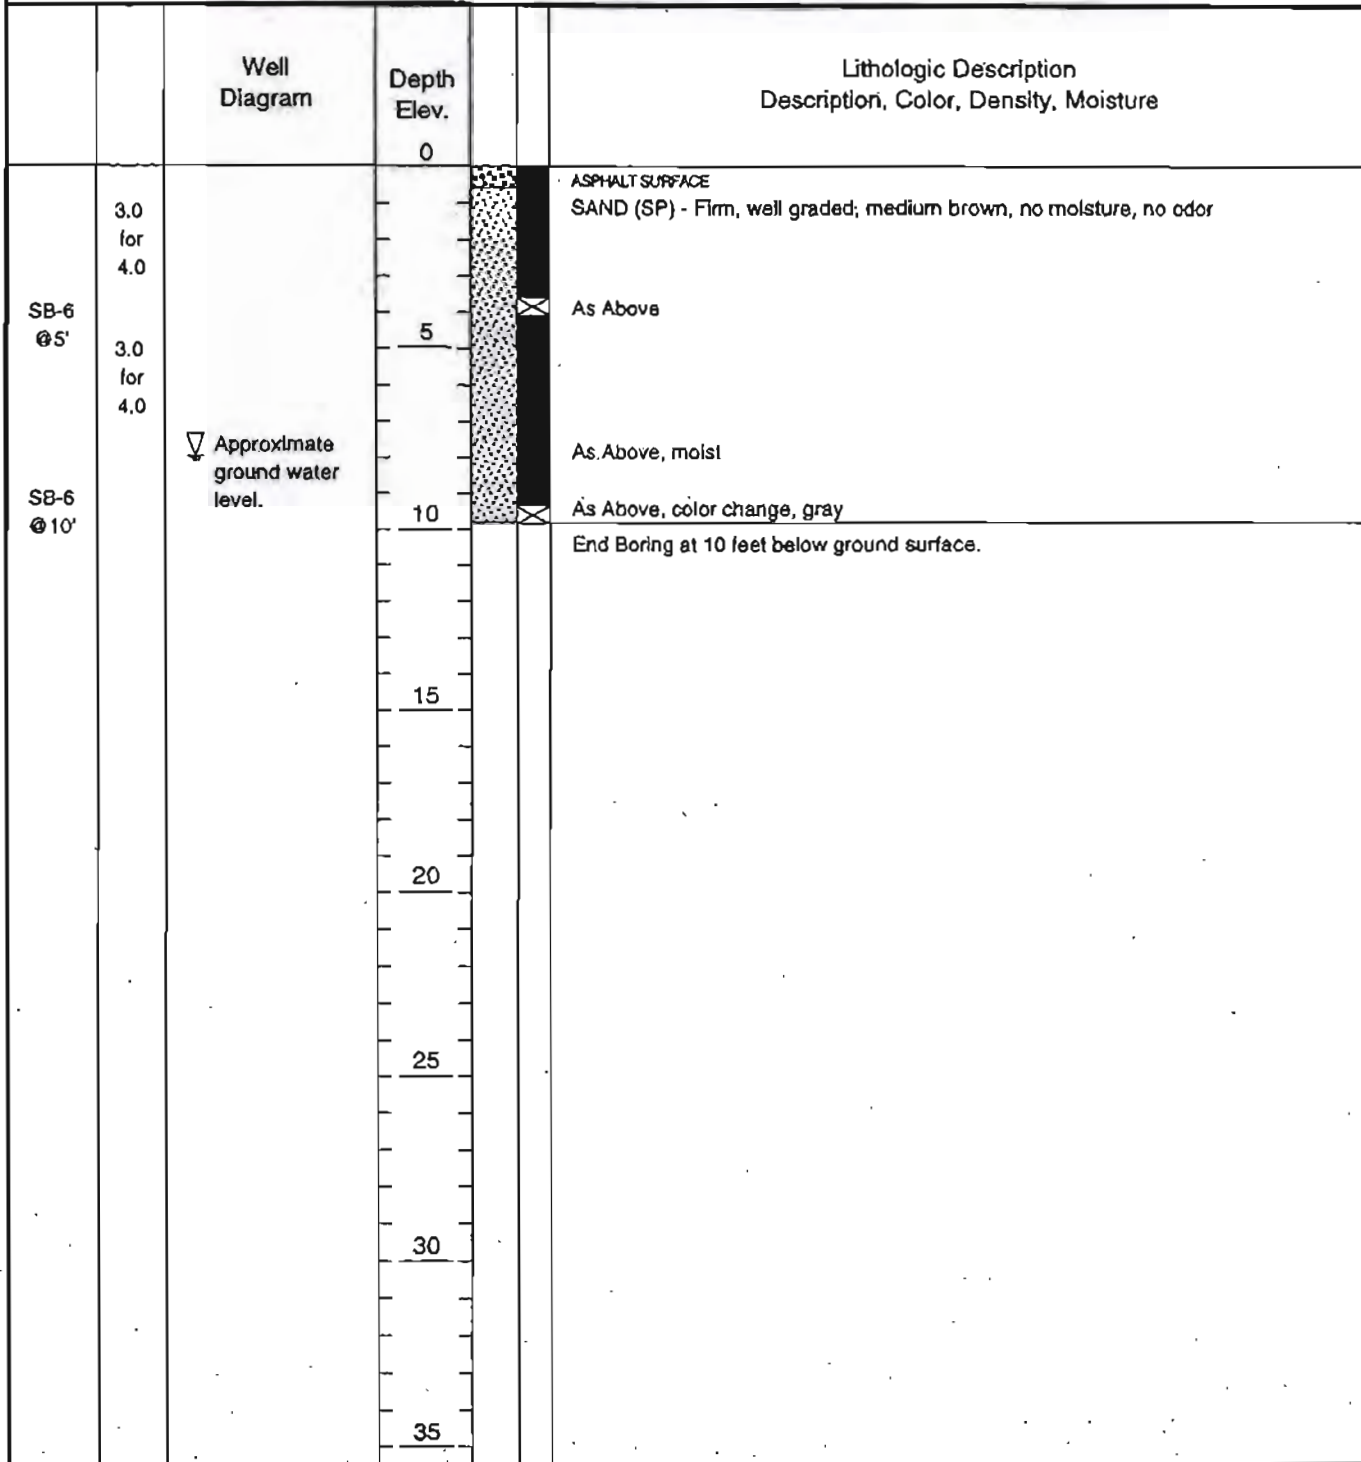 Well
Diagram
Depth
Elev.
0
Lithologic Description
Description, Color, Density, Moisture
ASPHALT SURFACE
3.0
for
4.0
SAND (SP) - Firm, well graded; medium brown, no moisture, no odor
SB-6
@5'
As Above
5
3.0
for
4.0
Approximate
ground water
level.
As Above, moist
SB-6
@10'
10
As Above, color change, gray
End Boring at 10 feet below ground surface.
15
20
25
30
35